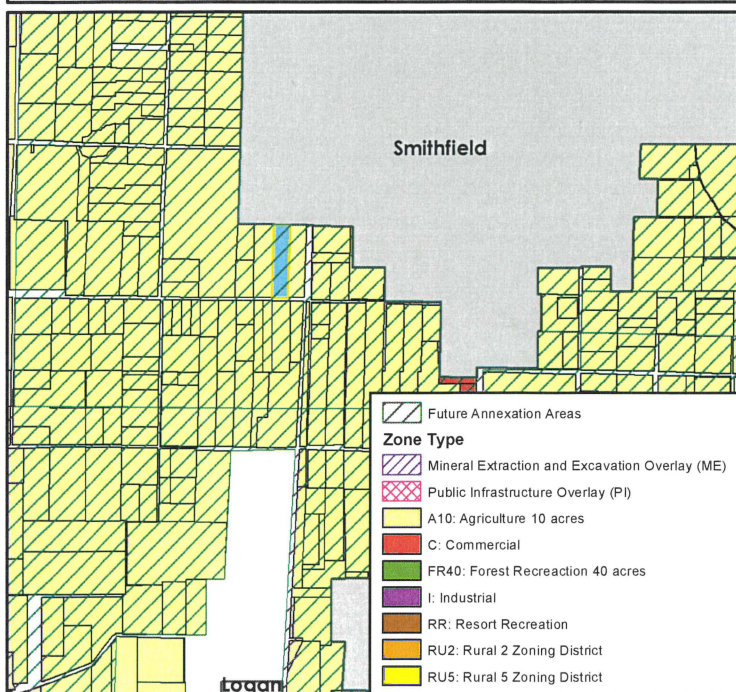 Smithfield
Future Annexation Areas
Zone Type
Mineral Extraction and Excavation Overlay (ME)
Public Infrastructure Overlay (PI)
A10: Agriculture 10 acres
C: Commercial
FR40: Forest Recreaction 40 acres
I: Industrial
RR: Resort Recreation
RU2: Rural 2 Zoning District
RU5: Rural 5 Zoning District
Logan